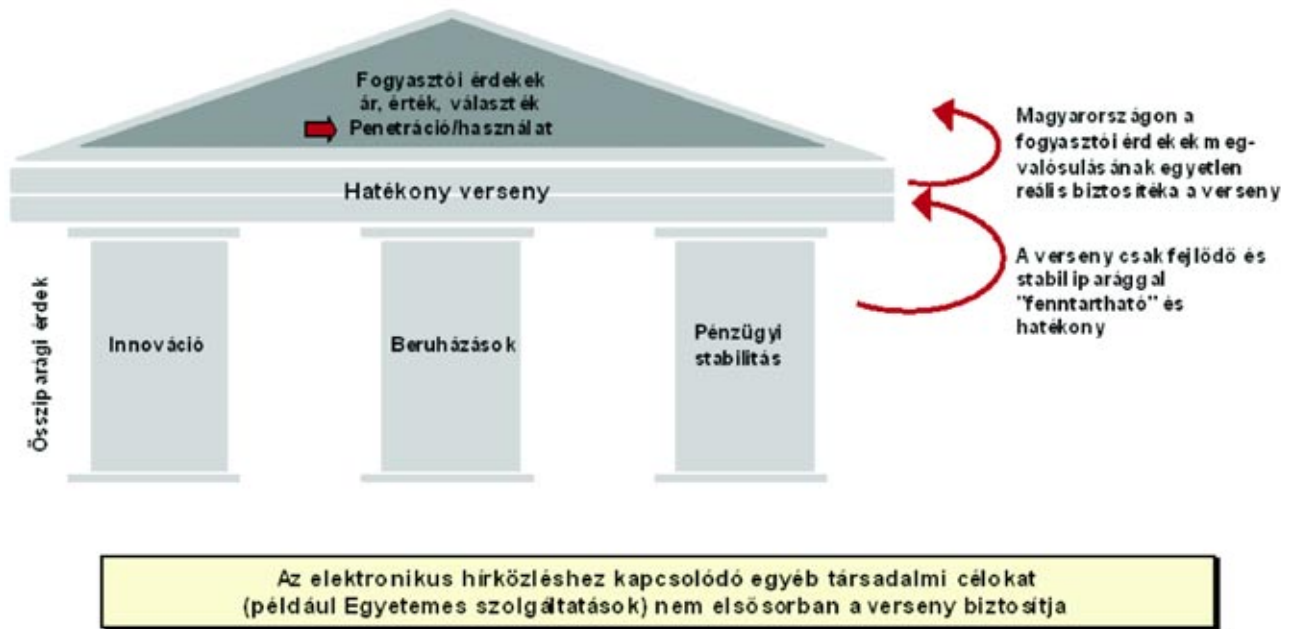 Fogyasztói érdekek
ár, érték, választék
Penetráció/használat
Hatékony verseny
Magyarországon a
fogyasztói érdekek meg-
valósulásának egyetlen
reális biztosítéka a verseny
A verseny csak fejlődő és
stabil iparággal
"fenntartható" és
hatékony
Össziparági érdek
Innováció
Beruházások
Pénzügyi
stabilitás
Az elektronikus hírközléshez kapcsolódó egyéb társadalmi célokat
(például Egyetemes szolgáltatások) nem elsősorban a verseny biztosítja